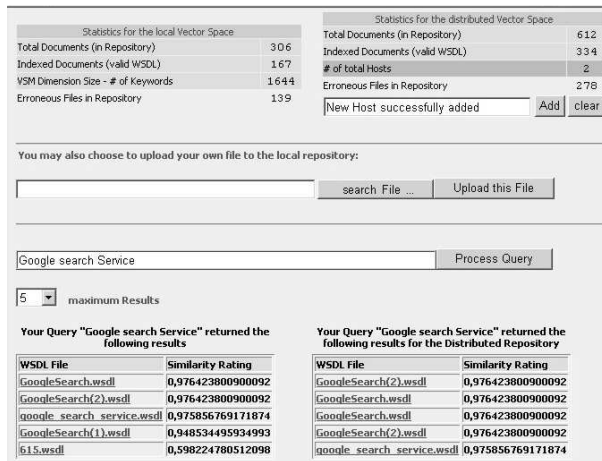 Statistics for the local Vector Space
Total Documents (in Repository) 306
Indexed Documents (valid WSDL) 167
VSM Dimension Size - # of Keywords 1644
Erroneous Files in Repository 139
Statistics for the distributed Vector Space
Total Documents (in Repository) 612
Indexed Documents (valid WSDL) 334
# of total Hosts 2
Erroneous Files in Repository 278
New Host successfully added Add clear
You may also choose to upload your own file to the local repository:
search File ... Upload this File
Google search Service Process Query
5 maximum Results
Your Query "Google search Service" returned the
following results
WSDL File Similarity Rating
GoogleSearch.wsdl 0,976423800900092
GoogleSearch(2).wsdl 0,976423800900092
google_search_service.wsdl 0,975856769171874
GoogleSearch(1).wsdl 0,948534495934993
615.wsdl 0,598224780512098
Your Query "Google search Service" returned the
following results for the Distributed Repository
WSDL File Similarity Rating
GoogleSearch(2).wsdl 0,976423800900092
GoogleSearch.wsdl 0,976423800900092
GoogleSearch.wsdl 0,976423800900092
GoogleSearch(2).wsdl 0,976423800900092
google_search_service.wsdl 0,975856769171874